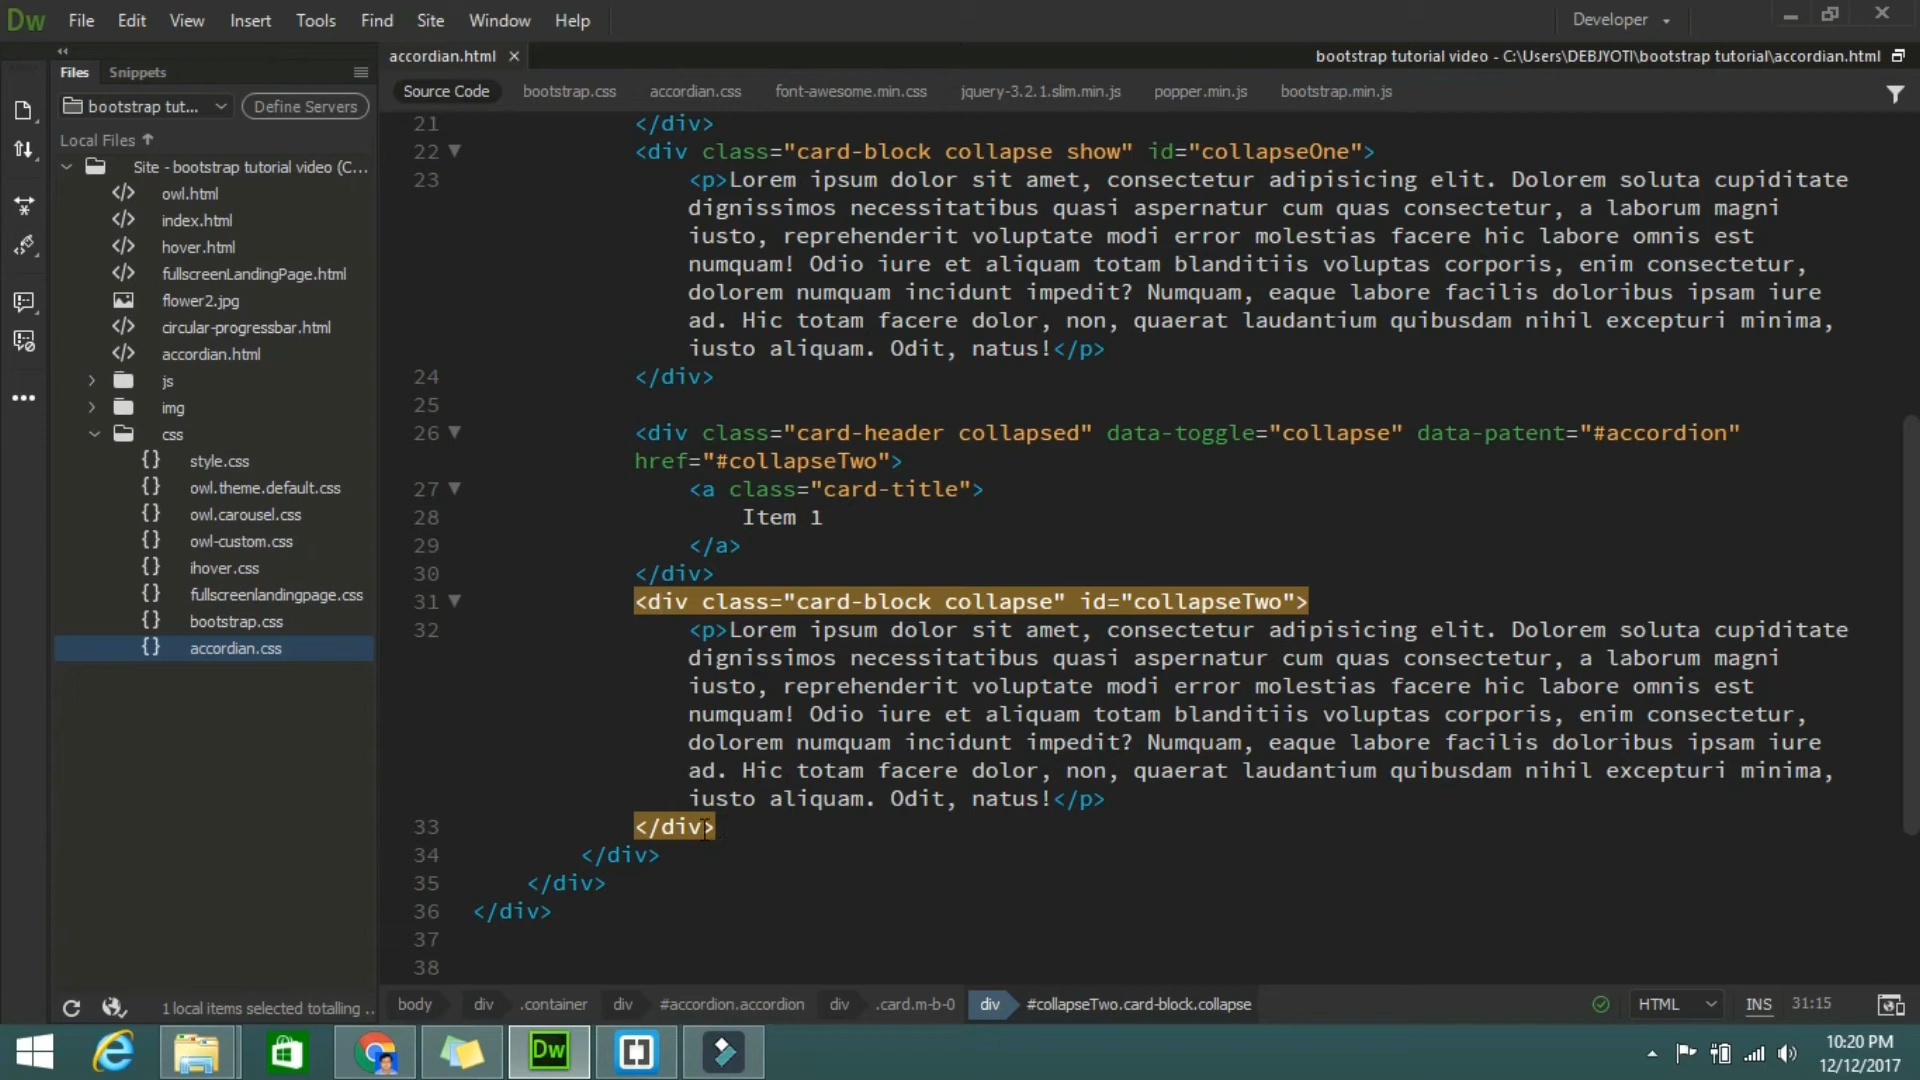 Dw File Edit View Insert Tools Find Site Window Help Developer
Files Snippets
accordian.html
bootstrap tutorial video - C:\Users\DEBJYOTI\bootstrap tutorial\accordian.html
bootstrap tut... Define Servers
Source Code bootstrap.css accordian.css font-awesome.min.css jquery-3.2.1.slim.min.js popper.min.js bootstrap.min.js
Local Files
Site - bootstrap tutorial video (C...
owl.html
index.html
hover.html
fullscreenLandingPage.html
flower2.jpg
circular-progressbar.html
accordian.html
js
img
css
style.css
owl.theme.default.css
owl.carousel.css
owl-custom.css
ihover.css
fullscreenlandingpage.css
bootstrap.css
accordian.css
21 </div>
22 <div class="card-block collapse show" id="collapseOne">
23 <p>Lorem ipsum dolor sit amet, consectetur adipisicing elit. Dolorem soluta cupiditate
dignissimos necessitatibus quasi aspernatur cum quas consectetur, a laborum magni
iusto, reprehenderit voluptate modi error molestias facere hic labore omnis est
numquam! Odio iure et aliquam totam blanditiis voluptas corporis, enim consectetur,
dolorem numquam incidunt impedit? Numquam, eaque labore facilis doloribus ipsam iure
ad. Hic totam facere dolor, non, quaerat laudantium quibusdam nihil excepturi minima,
iusto aliquam. Odit, natus!</p>
24 </div>
25
26 <div class="card-header collapsed" data-toggle="collapse" data-patent="#accordion"
href="#collapseTwo">
27 <a class="card-title">
28 Item 1
29 </a>
30 </div>
31 <div class="card-block collapse" id="collapseTwo">
32 <p>Lorem ipsum dolor sit amet, consectetur adipisicing elit. Dolorem soluta cupiditate
dignissimos necessitatibus quasi aspernatur cum quas consectetur, a laborum magni
iusto, reprehenderit voluptate modi error molestias facere hic labore omnis est
numquam! Odio iure et aliquam totam blanditiis voluptas corporis, enim consectetur,
dolorem numquam incidunt impedit? Numquam, eaque labore facilis doloribus ipsam iure
ad. Hic totam facere dolor, non, quaerat laudantium quibusdam nihil excepturi minima,
iusto aliquam. Odit, natus!</p>
33 </div>
34 </div>
35 </div>
36 </div>
37
38
1 local items selected totalling ..
body div .container div #accordion.accordion div .card.m-b-0 div #collapseTwo.card-block.collapse HTML INS 31:15
Dw
10:20 PM
12/12/2017